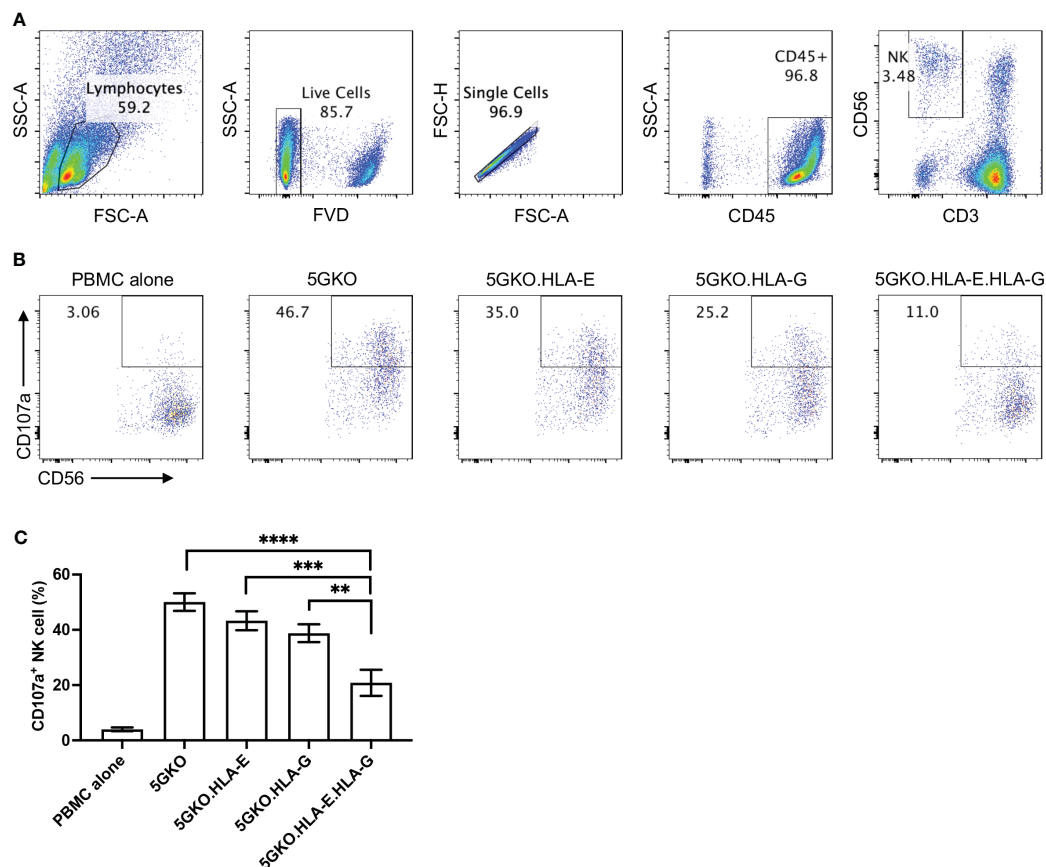 A
Lymphocytes
59.2
SSC-A
FSC-A
Live Cells
85.7
SSC-A
FVD
Single Cells
96.9
FSC-H
FSC-A
CD45+
96.8
SSC-A
CD45
NK
3.48
CD56
CD3
B
PBMC alone
3.06
5GKO
46.7
5GKO.HLA-E
35.0
5GKO.HLA-G
25.2
5GKO.HLA-E.HLA-G
11.0
CD107a
CD56
C
****
***
**
CD107a⁺ NK cell (%)
60
40
20
0
PBMC alone
5GKO
5GKO.HLA-E
5GKO.HLA-G
5GKO.HLA-E.HLA-G